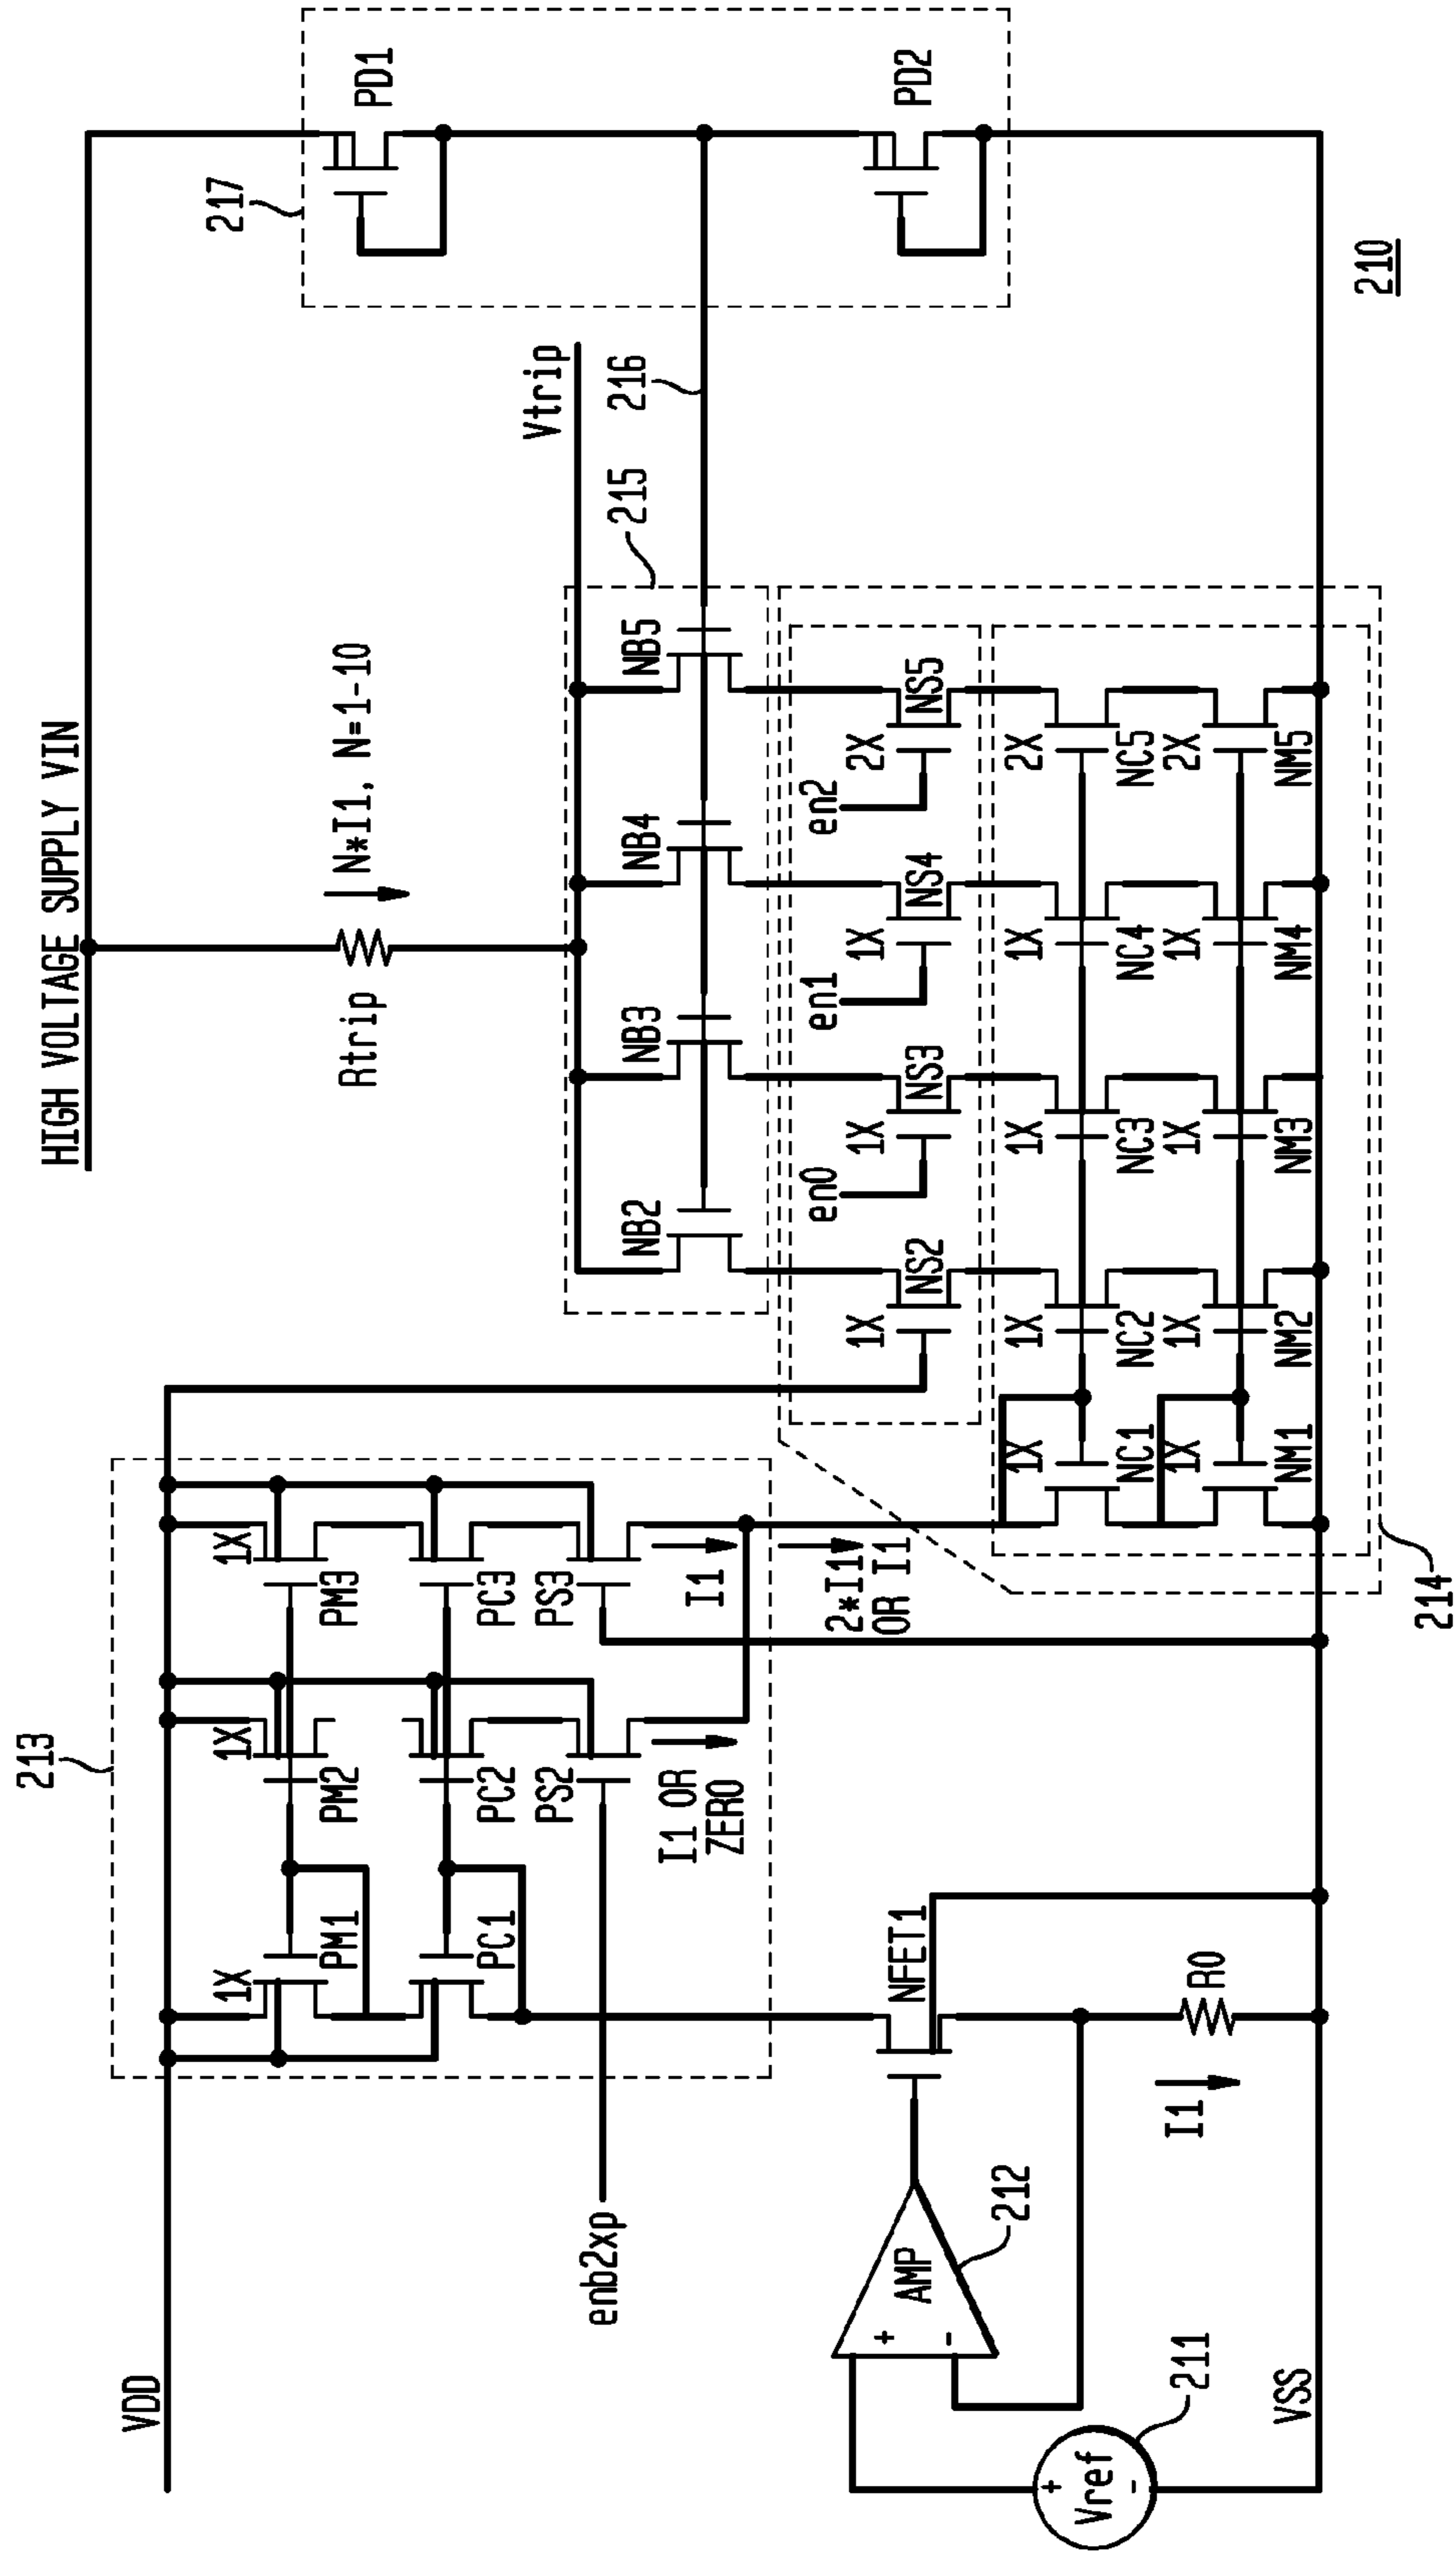 HIGH VOLTAGE SUPPLY VIN
VDD
213
1X
PM1
1X
PM2
1X
PM3
PC1
PC2
PC3
PS2
PS3
enb2xp
I1 OR
ZERO
I1
2*I1
OR I1
Rtrip
N*I1, N=1-10
Vtrip
215
216
217
PD1
PD2
NB2
NB3
NB4
NB5
en0
en1
en2
1X
NS2
1X
NS3
1X
NS4
2X
NS5
1X
NC1
1X
NC2
1X
NC3
1X
NC4
2X
NC5
1X
NM1
1X
NM2
1X
NM3
1X
NM4
2X
NM5
214
NFET1
AMP
+
-
212
R0
I1
Vref
+
-
211
VSS
210